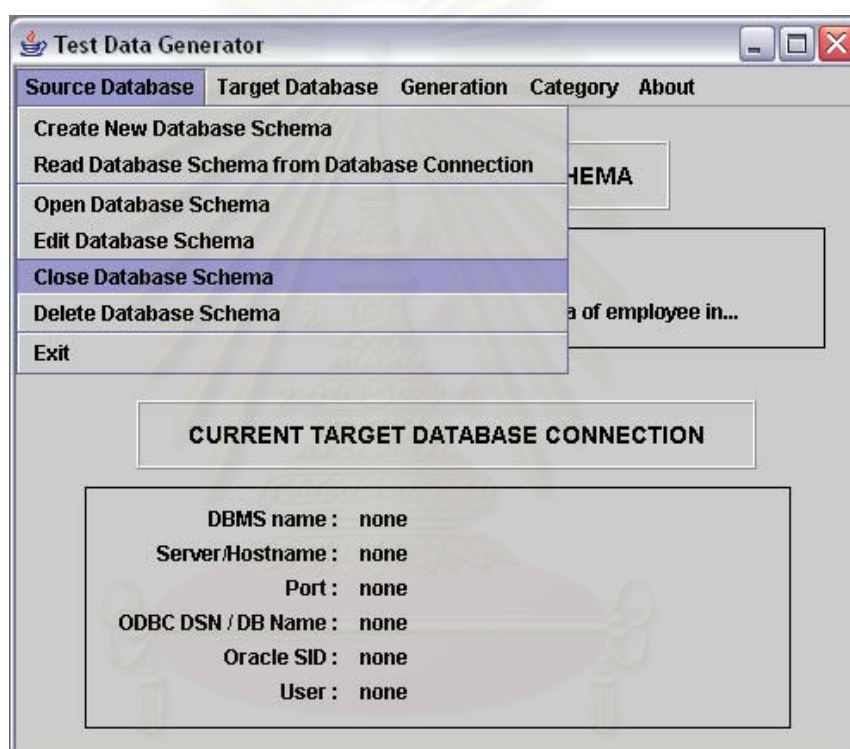 Test Data Generator
Source Database Target Database Generation Category About
Create New Database Schema
Read Database Schema from Database Connection
Open Database Schema
Edit Database Schema
Close Database Schema
Delete Database Schema
Exit
HEMA
of employee in...
CURRENT TARGET DATABASE CONNECTION
DBMS name : none
Server/Hostname : none
Port : none
ODBC DSN / DB Name : none
Oracle SID : none
User : none